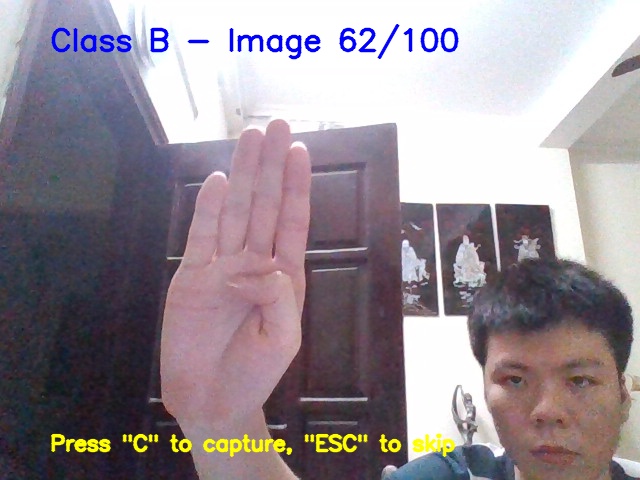 Class B - Image 62/100
Press "C" to capture, "ESC" to skip